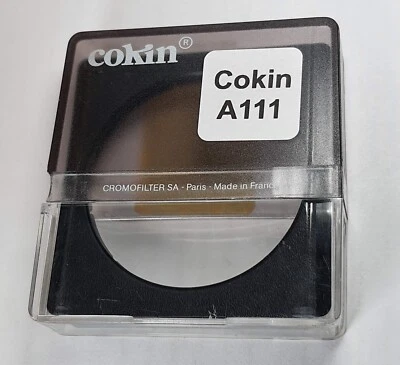 cokin®
Cokin
A111
CROMOFILTER SA - Paris - Made in France